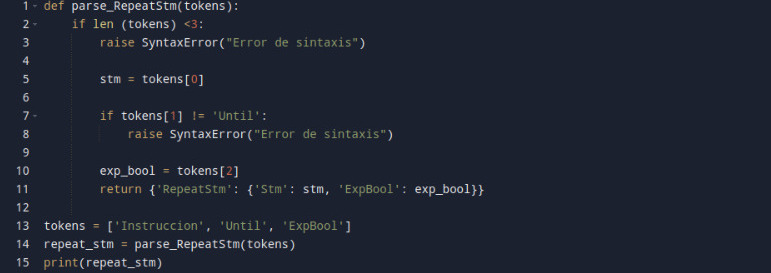 1 def parse_RepeatStm(tokens):
2     if len (tokens) <3:
3         raise SyntaxError("Error de sintaxis")
4
5         stm = tokens[0]
6
7         if tokens[1] != 'Until':
8             raise SyntaxError("Error de sintaxis")
9
10         exp_bool = tokens[2]
11         return {'RepeatStm': {'Stm': stm, 'ExpBool': exp_bool}}
12
13 tokens = ['Instruccion', 'Until', 'ExpBool']
14 repeat_stm = parse_RepeatStm(tokens)
15 print(repeat_stm)